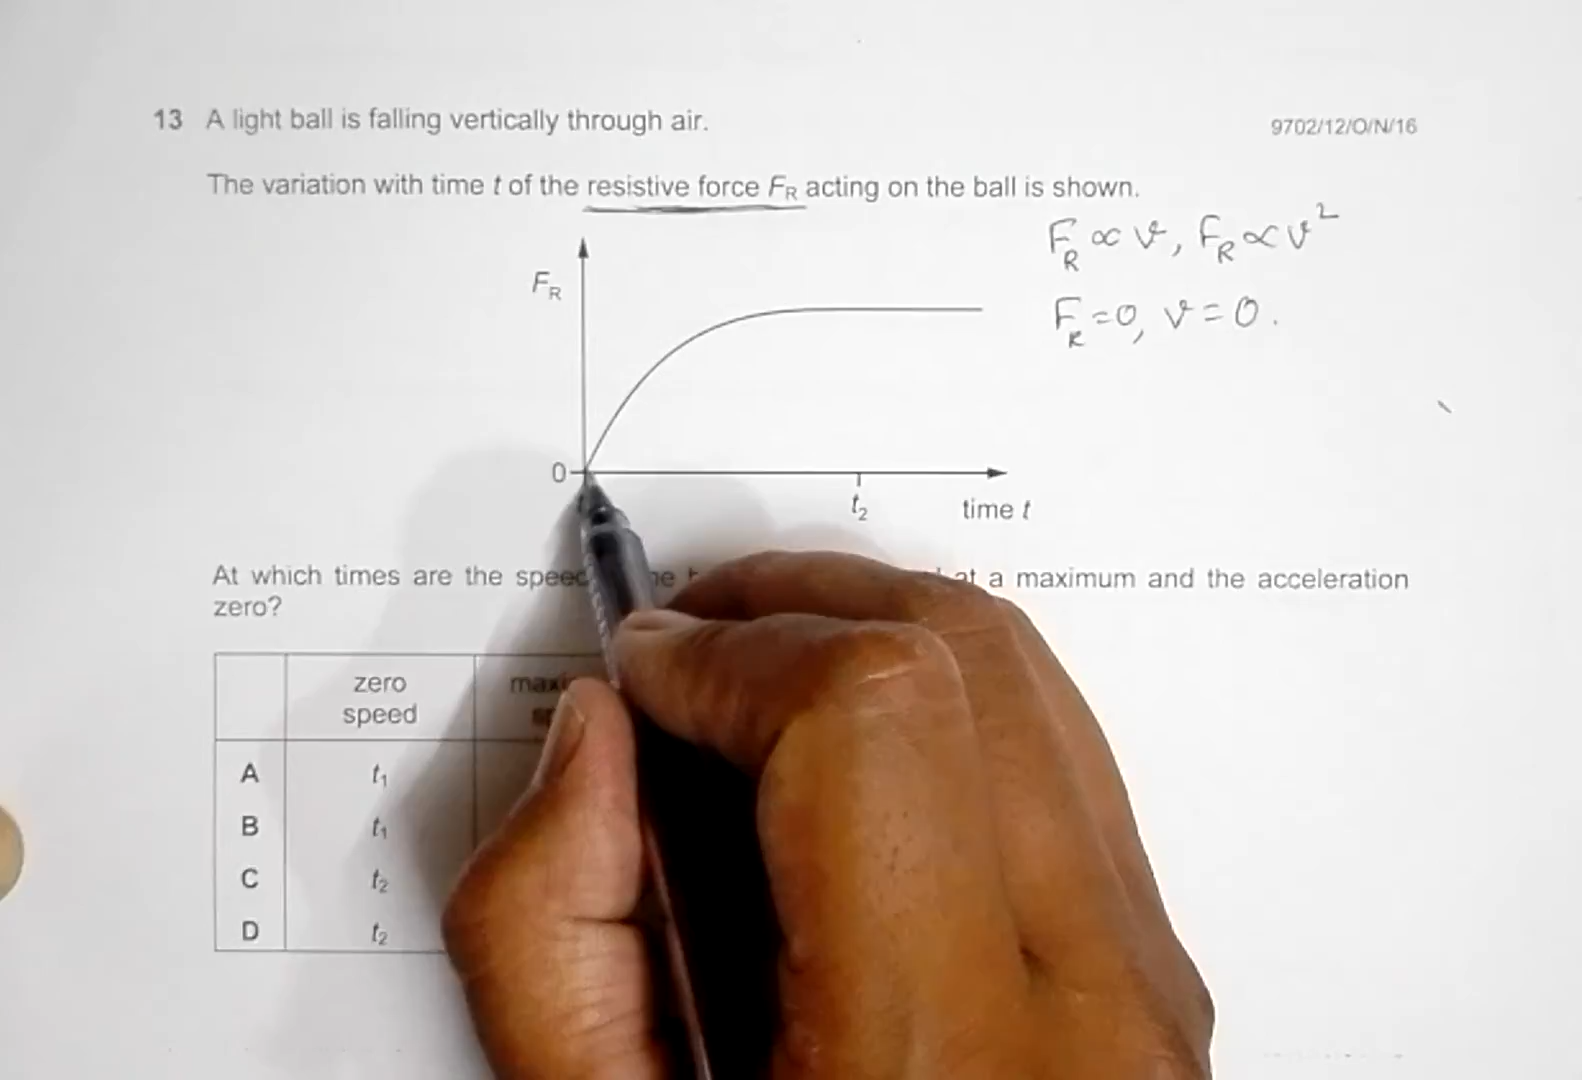 13 A light ball is falling vertically through air.
9702/12/O/N/16
The variation with time t of the resistive force FR acting on the ball is shown.
FR ∝ v, FR ∝ v²
FR
FR = 0, v = 0.
0
t2
time t
At which times are the speed at a maximum and the acceleration
zero?
zero
speed
A t1
B t1
C t2
D t2